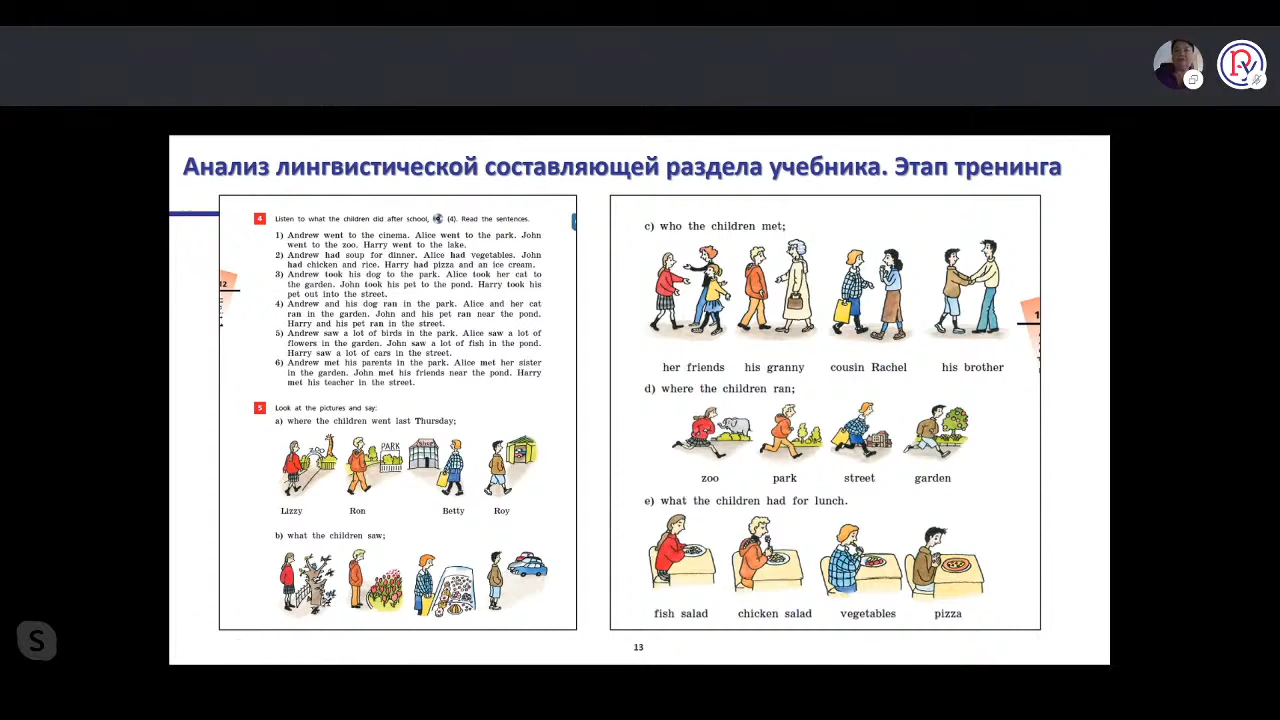 Анализ лингвистической составляющей раздела учебника. Этап тренинга
4 Listen to what the children did after school, (4). Read the sentences.
1) Andrew went to the cinema. Alice went to the park. John
went to the zoo. Harry went to the lake.
2) Andrew had soup for dinner. Alice had vegetables. John
had chicken and rice. Harry had pizza and an ice cream.
3) Andrew took his dog to the park. Alice took her cat to
the garden. John took his pet to the pond. Harry took his
pet out into the street.
4) Andrew and his dog ran in the park. Alice and her cat
ran in the garden. John and his pet ran near the pond.
Harry and his pet ran in the street.
5) Andrew saw a lot of birds in the park. Alice saw a lot of
flowers in the garden. John saw a lot of fish in the pond.
Harry saw a lot of cars in the street.
6) Andrew met his parents in the park. Alice met her sister
in the garden. John met his friends near the pond. Harry
met his teacher in the street.
5 Look at the pictures and say:
a) where the children went last Thursday;
ZOO
PARK
SHOP
Lizzy Ron Betty Roy
b) what the children saw;
12
c) who the children met;
her friends his granny cousin Rachel his brother
d) where the children ran;
zoo park street garden
e) what the children had for lunch.
fish salad chicken salad vegetables pizza
13
S